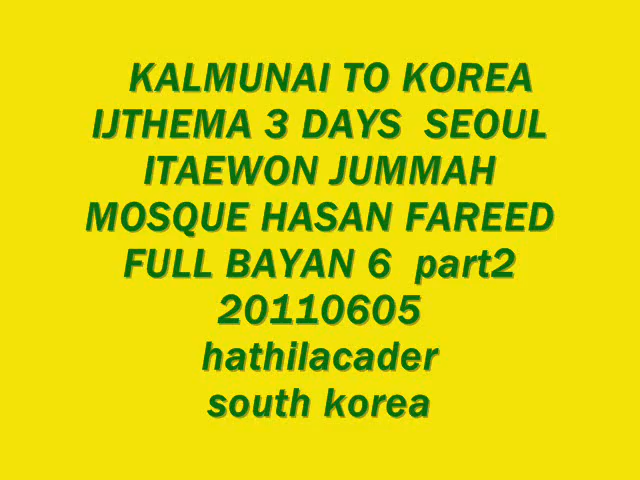 KALMUNAI TO KOREA
IJTHEMA 3 DAYS SEOUL
ITAEWON JUMMAH
MOSQUE HASAN FAREED
FULL BAYAN 6 part2
20110605
hathilacader
south korea